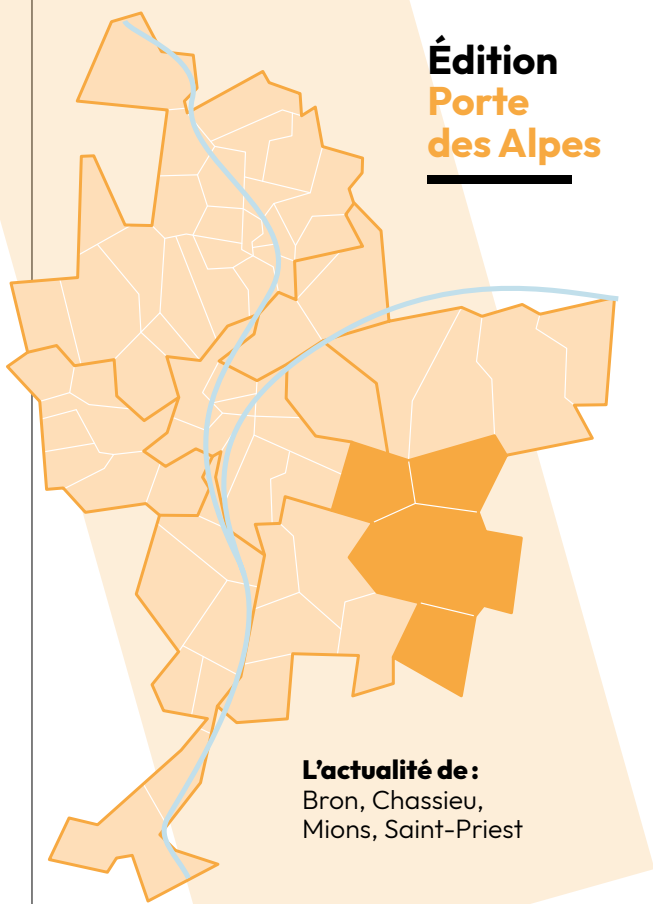 Édition
Porte
des Alpes
L’actualité de :
Bron, Chassieu,
Mions, Saint-Priest